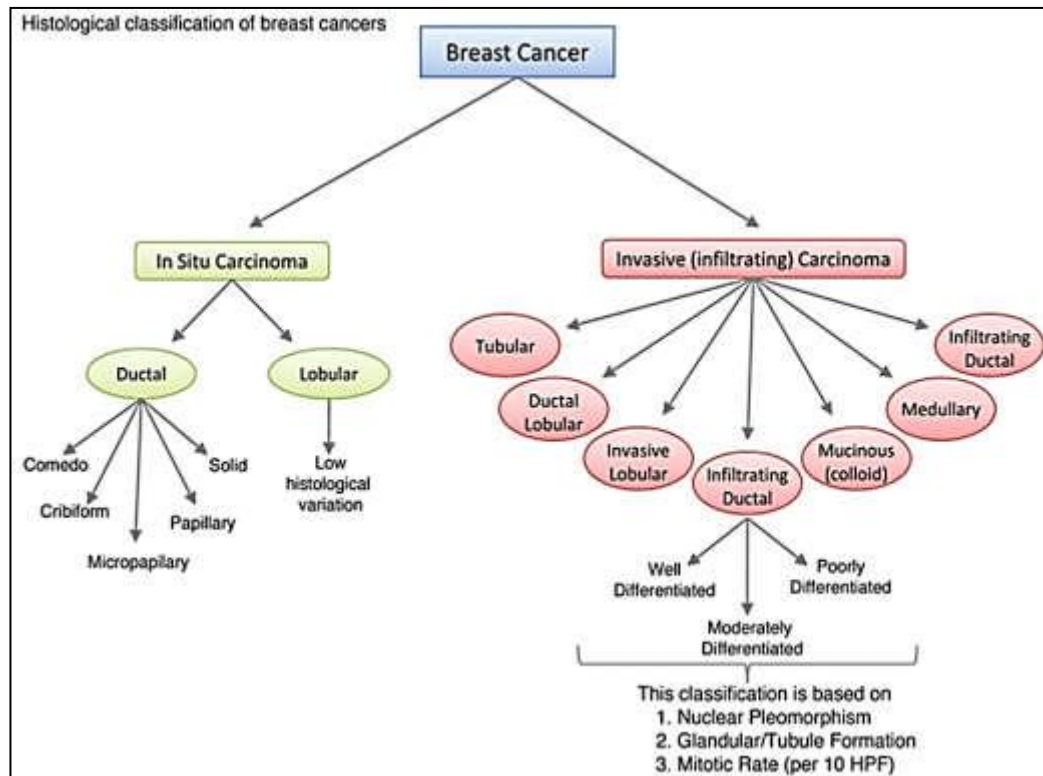 Histological classification of breast cancers
Breast Cancer
In Situ Carcinoma
Invasive (infiltrating) Carcinoma
Ductal
Lobular
Comedo
Cribiform
Micropapilary
Papillary
Solid
Low
histological
variation
Tubular
Ductal
Lobular
Invasive
Lobular
Infiltrating
Ductal
Mucinous
(colloid)
Medullary
Infiltrating
Ductal
Well
Differentiated
Moderately
Differentiated
Poorly
Differentiated
This classification is based on
1. Nuclear Pleomorphism
2. Glandular/Tubule Formation
3. Mitotic Rate (per 10 HPF)